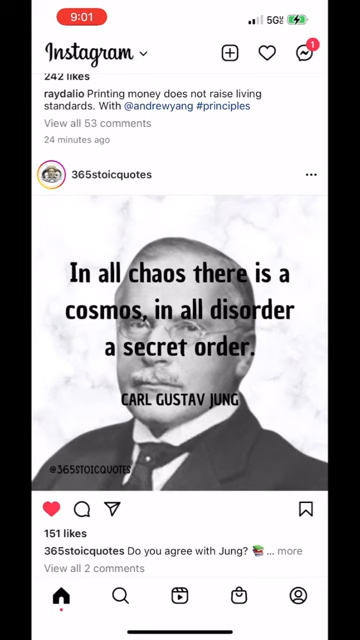 9:01
5G
Instagram
1
242 likes
raydalio Printing money does not raise living
standards. With @andrewyang #principles
View all 53 comments
24 minutes ago
365stoicquotes
In all chaos there is a
cosmos, in all disorder
a secret order.
CARL GUSTAV JUNG
@365STOICQUOTES
151 likes
365stoicquotes Do you agree with Jung? 📚 ... more
View all 2 comments